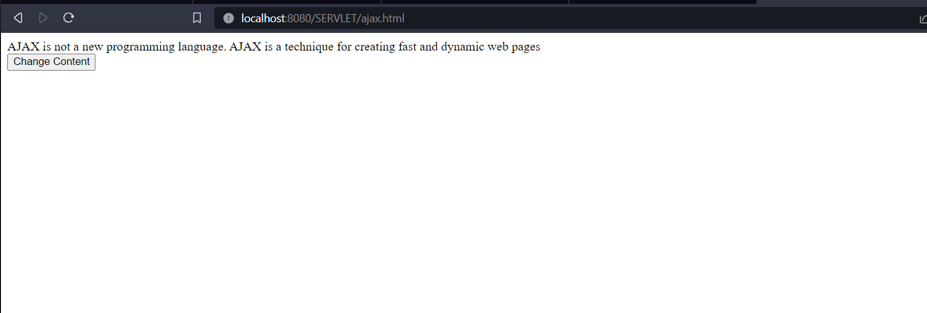 localhost:8080/SERVLET/ajax.html
AJAX is not a new programming language. AJAX is a technique for creating fast and dynamic web pages
Change Content